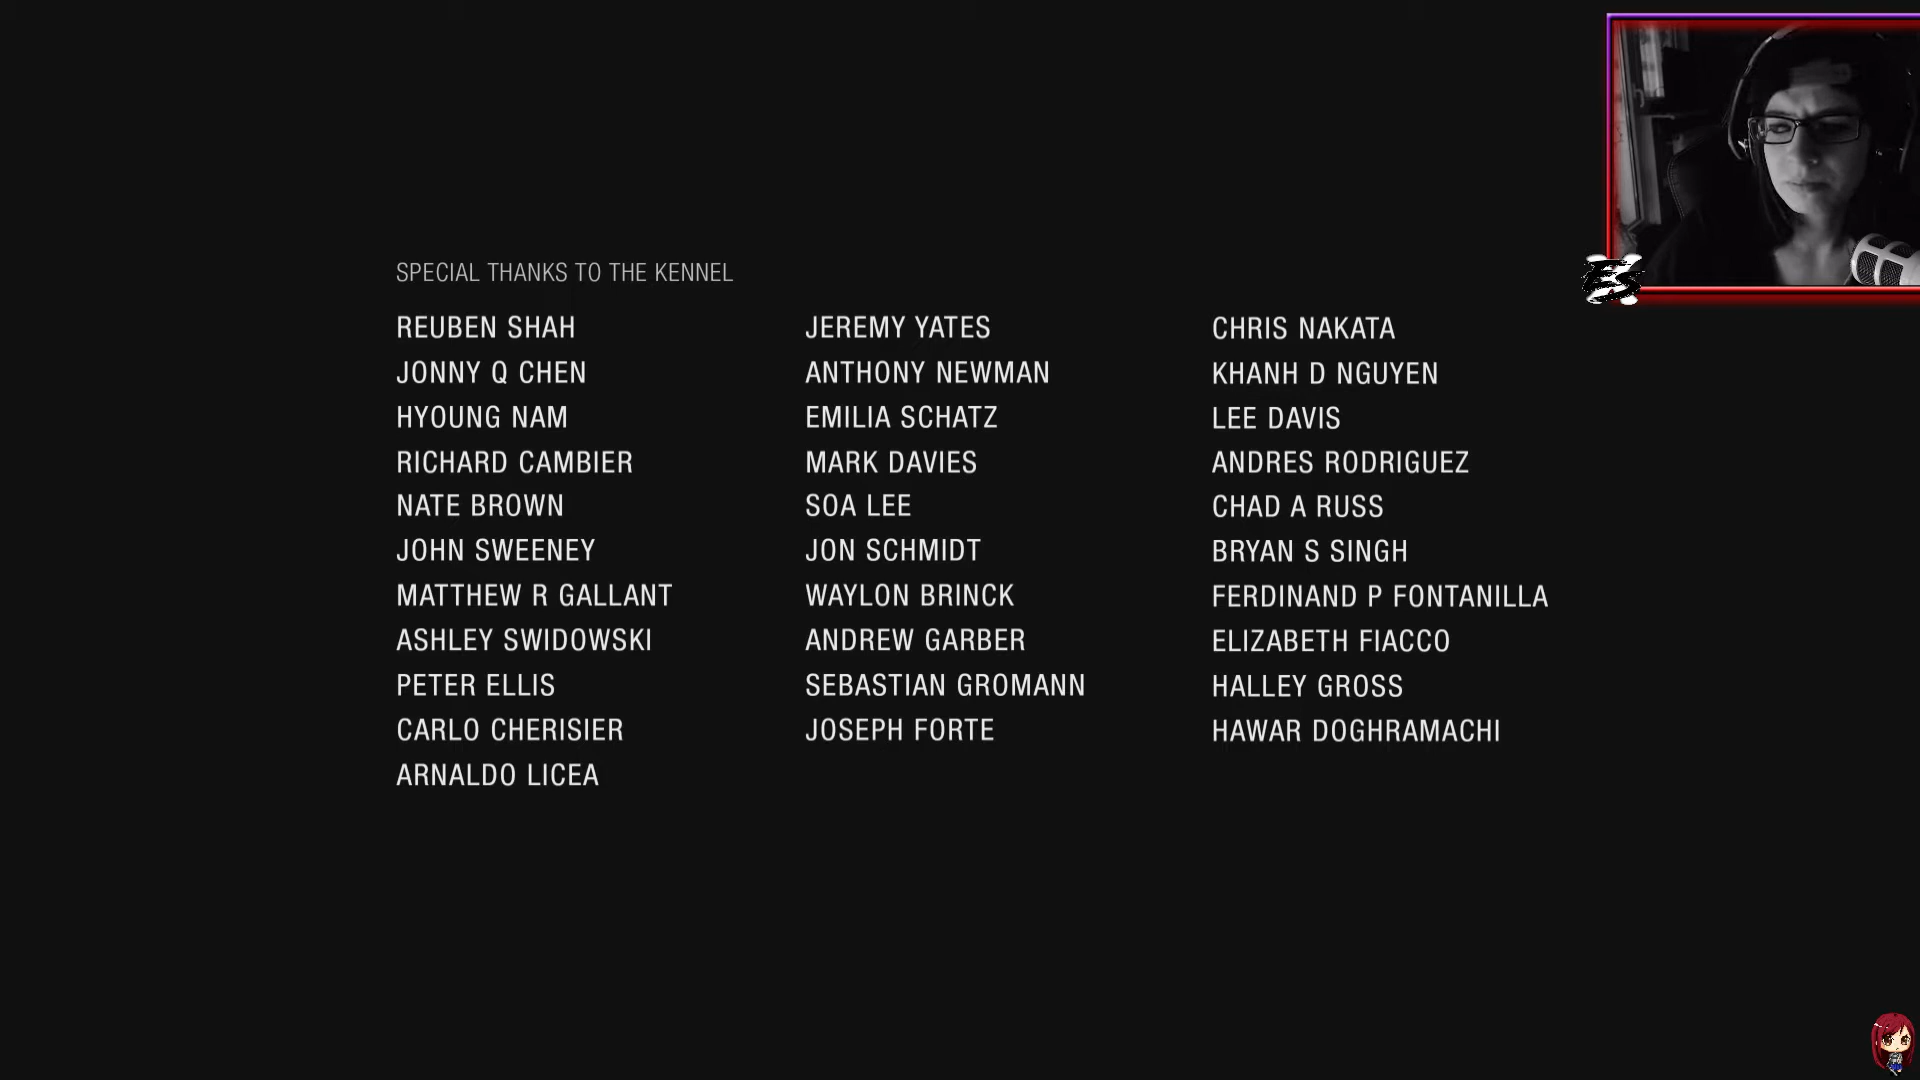 SPECIAL THANKS TO THE KENNEL
REUBEN SHAH
JONNY Q CHEN
HYOUNG NAM
RICHARD CAMBIER
NATE BROWN
JOHN SWEENEY
MATTHEW R GALLANT
ASHLEY SWIDOWSKI
PETER ELLIS
CARLO CHERISIER
ARNALDO LICEA
JEREMY YATES
ANTHONY NEWMAN
EMILIA SCHATZ
MARK DAVIES
SOA LEE
JON SCHMIDT
WAYLON BRINCK
ANDREW GARBER
SEBASTIAN GROMANN
JOSEPH FORTE
CHRIS NAKATA
KHANH D NGUYEN
LEE DAVIS
ANDRES RODRIGUEZ
CHAD A RUSS
BRYAN S SINGH
FERDINAND P FONTANILLA
ELIZABETH FIACCO
HALLEY GROSS
HAWAR DOGHRAMACHI
ES